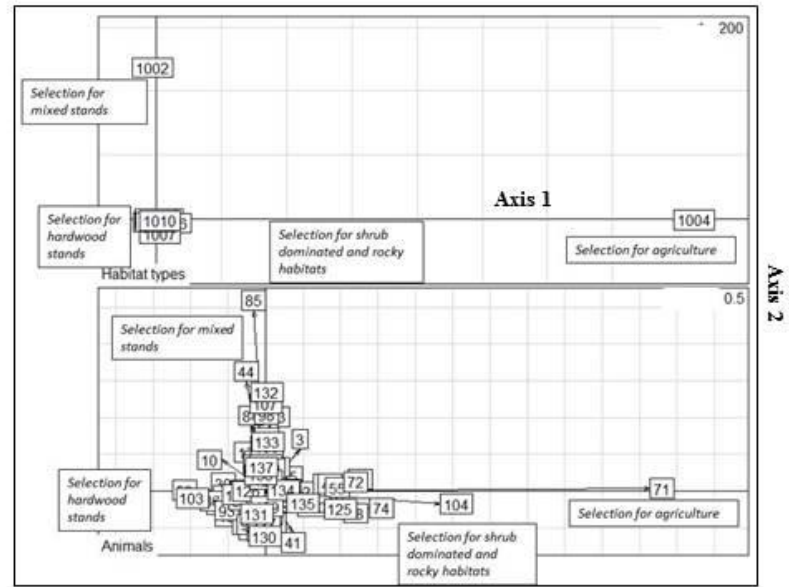 200
1002
Selection for
mixed stands
Axis 1
Selection for
hardwood
stands
1010
1007
1004
Selection for shrub
dominated and rocky
habitats
Selection for agriculture
Habitat types
Axis 2
0.5
85
Selection for mixed
stands
44
132
107
98
133
3
10
137
Selection for
hardwood
stands
103
134
55
72
71
135
125
74
104
131
130
41
Selection for agriculture
Selection for shrub
dominated and
rocky habitats
Animals